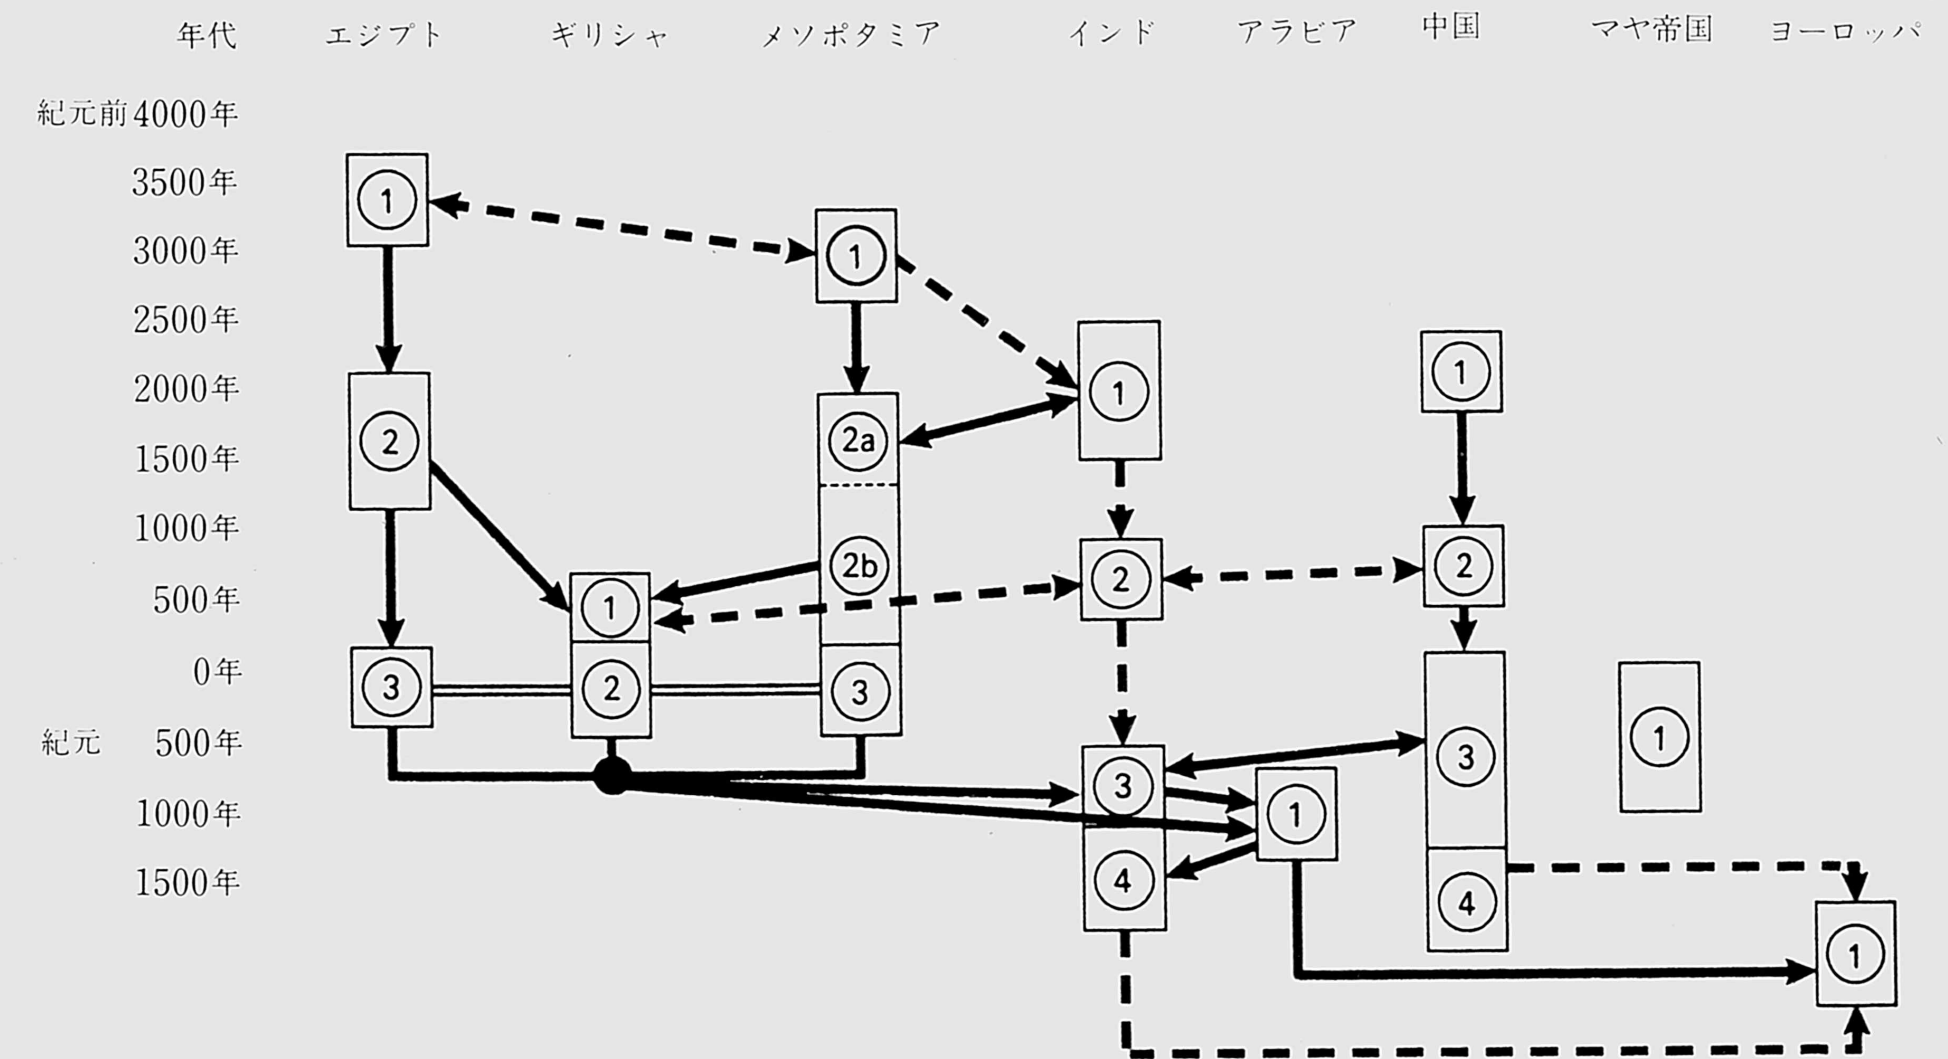 年代 エジプト ギリシャ メソポタミア インド アラビア 中国 マヤ帝国 ヨーロッパ
紀元前4000年
3500年
①
3000年
①
2500年
①
2000年
①
②
2a
1500年
1000年
②
②
2b
500年
①
0年
③
②
③
紀元 500年
①
③
③
1000年
①
1500年
④
④
①